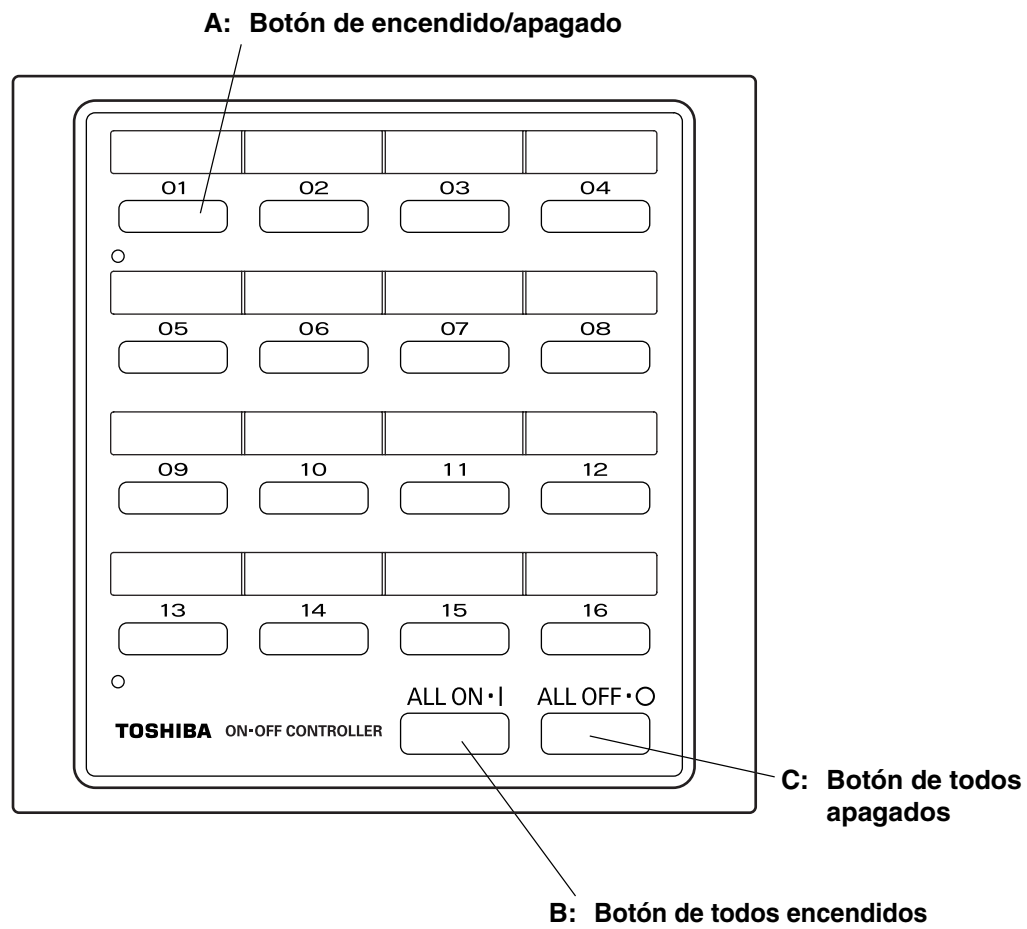 A: Botón de encendido/apagado
01 02 03 04
05 06 07 08
09 10 11 12
13 14 15 16
ALL ON・| ALL OFF・○
TOSHIBA ON-OFF CONTROLLER
C: Botón de todos
apagados
B: Botón de todos encendidos